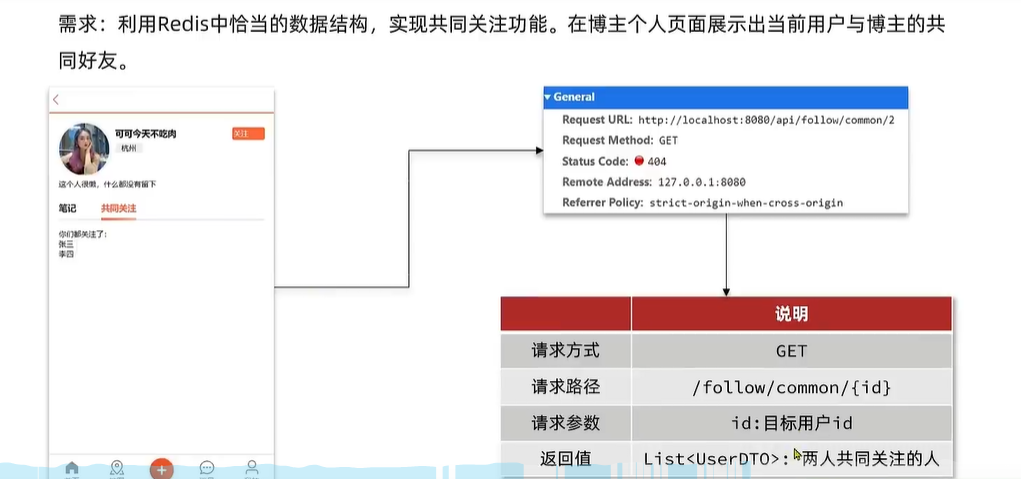 需求：利用Redis中恰当的数据结构，实现共同关注功能。在博主个人页面展示出当前用户与博主的共
同好友。
可可今天不吃肉
关注
杭州
这个人很懒，什么都没有留下
笔记 共同关注
你们都关注了：
张三
李四
General
Request URL: http://localhost:8080/api/follow/common/2
Request Method: GET
Status Code: 404
Remote Address: 127.0.0.1:8080
Referrer Policy: strict-origin-when-cross-origin
说明
请求方式 GET
请求路径 /follow/common/{id}
请求参数 id:目标用户id
返回值 List<UserDTO>：两人共同关注的人